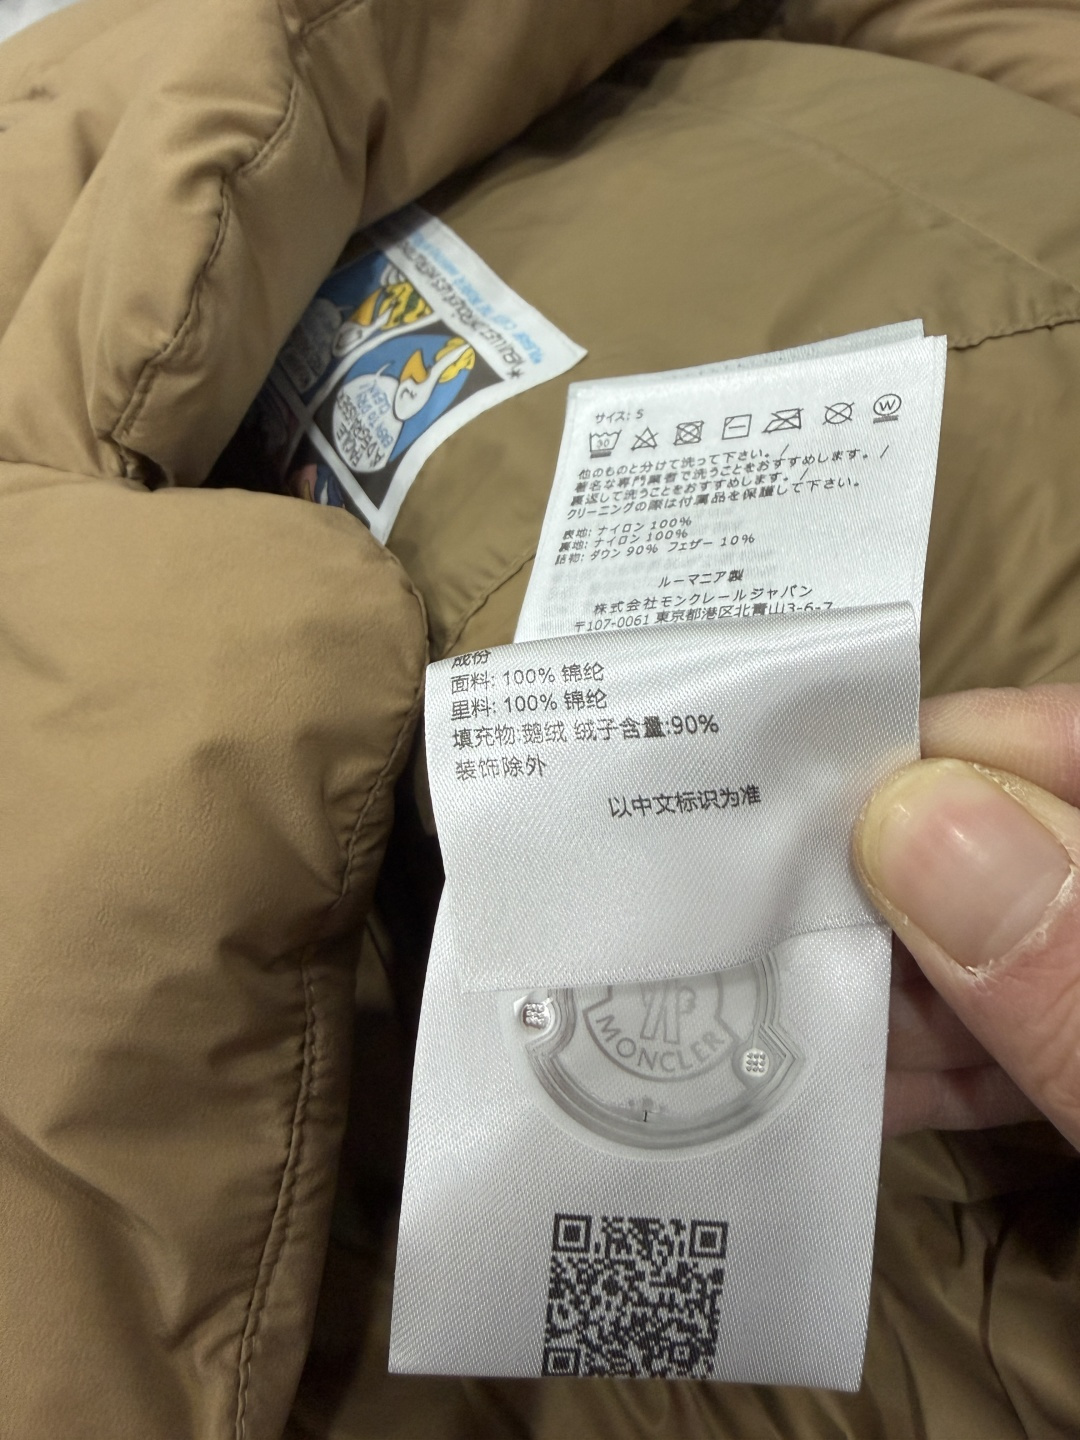 サイズ: 5
30
W
他のものと分けて洗って下さい。/
著名な専門業者で洗うことをおすすめします。/
裏返して洗うことをおすすめします。/
クリーニングの際は付属品を保護して下さい。
表地: ナイロン 100%
裏地: ナイロン 100%
詰物: ダウン 90% フェザー 10%
ルーマニア製
株式会社モンクレールジャパン
〒107-0061 東京都港区北青山3-6-7
成份
面料: 100% 锦纶
里料: 100% 锦纶
填充物:鹅绒 绒子含量:90%
装饰除外
以中文标识为准
MONCLER